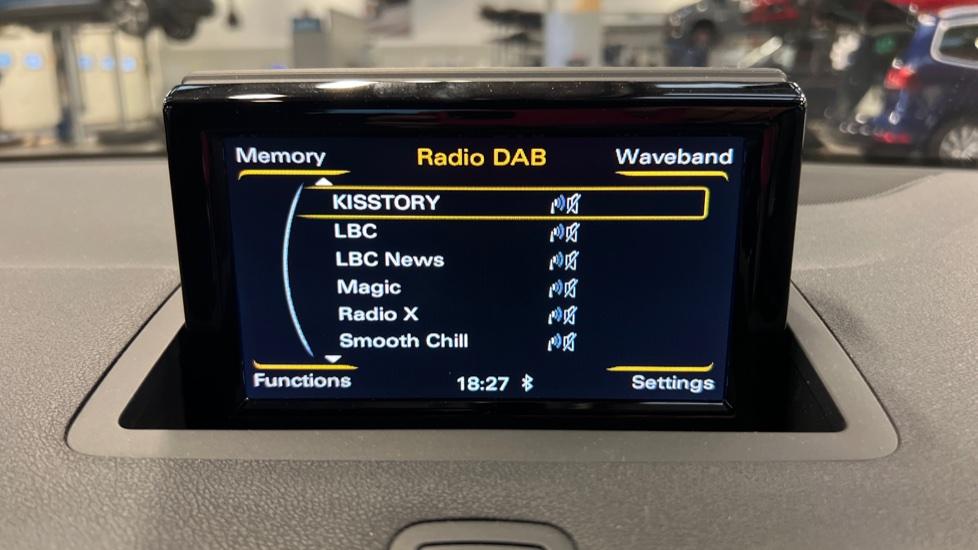 Memory Radio DAB Waveband
KISSTORY
LBC
LBC News
Magic
Radio X
Smooth Chill
Functions 18:27 Settings